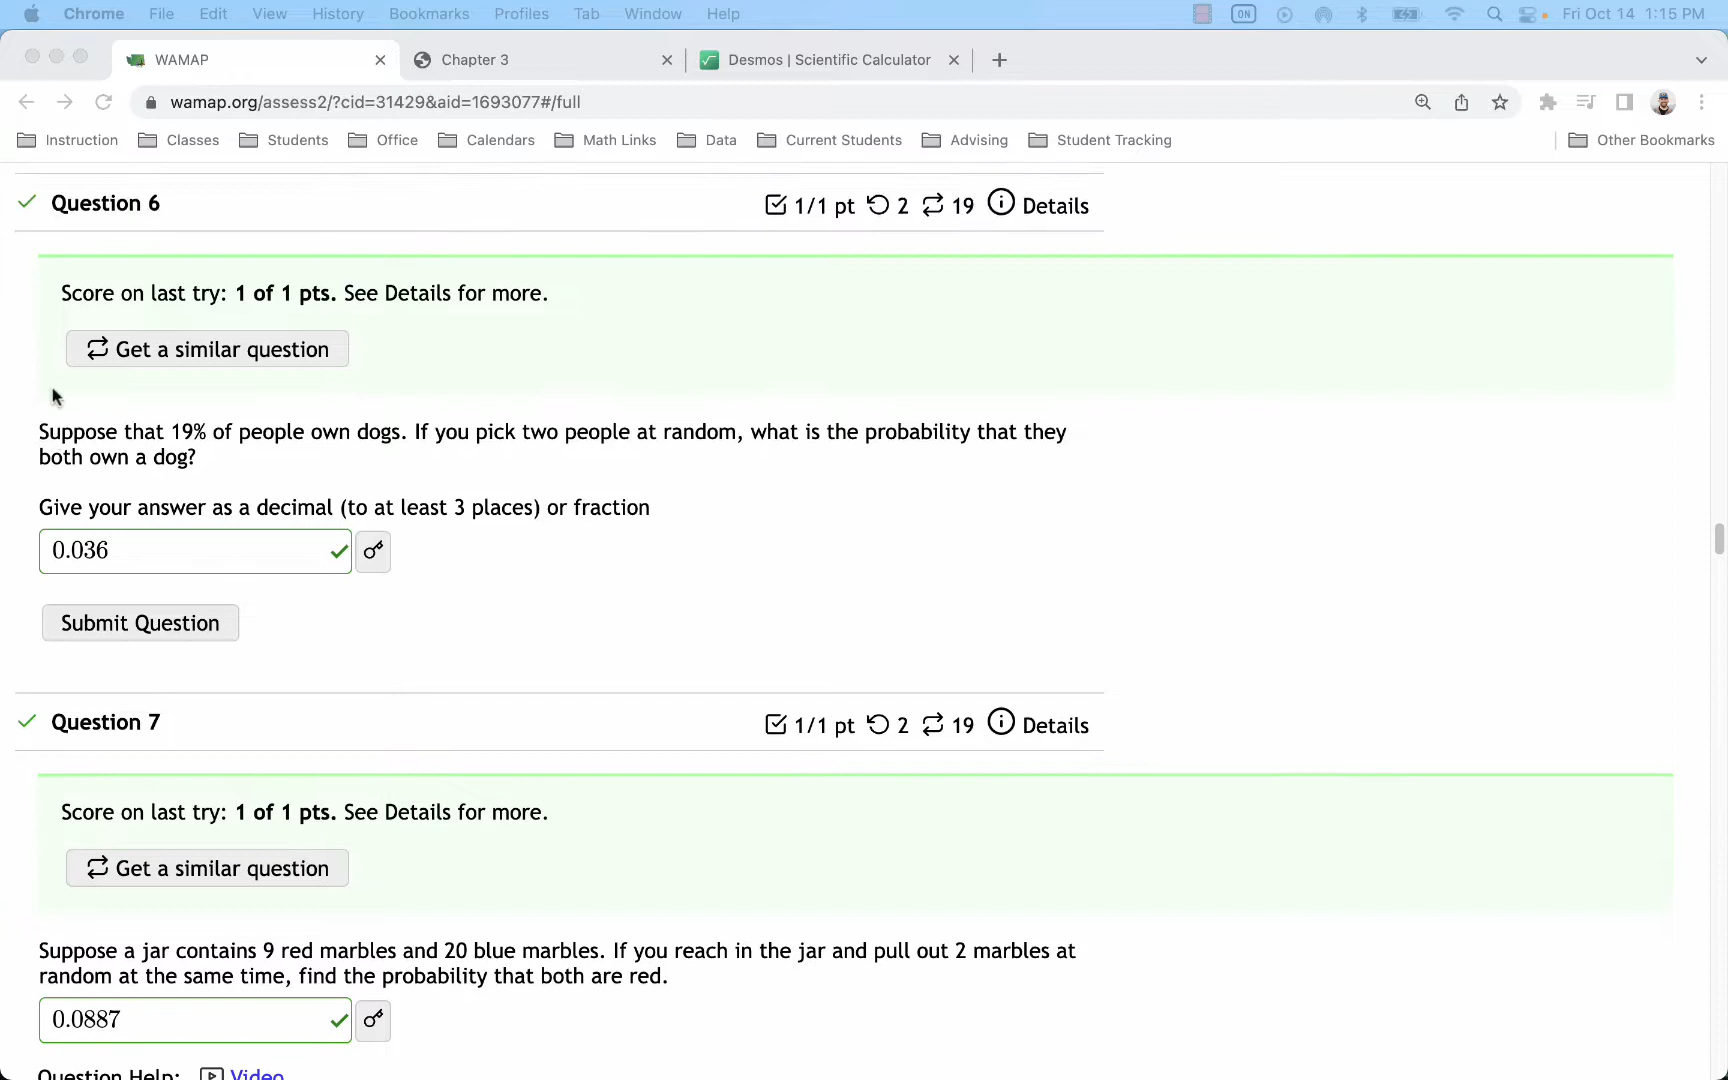 Chrome File Edit View History Bookmarks Profiles Tab Window Help ON Fri Oct 14 1:15 PM
WAMAP Chapter 3 Desmos | Scientific Calculator
wamap.org/assess2/?cid=31429&aid=1693077#/full
Instruction Classes Students Office Calendars Math Links Data Current Students Advising Student Tracking Other Bookmarks
Question 6 1/1 pt 2 19 Details
Score on last try: 1 of 1 pts. See Details for more.
Get a similar question
Suppose that 19% of people own dogs. If you pick two people at random, what is the probability that they
both own a dog?
Give your answer as a decimal (to at least 3 places) or fraction
0.036
Submit Question
Question 7 1/1 pt 2 19 Details
Score on last try: 1 of 1 pts. See Details for more.
Get a similar question
Suppose a jar contains 9 red marbles and 20 blue marbles. If you reach in the jar and pull out 2 marbles at
random at the same time, find the probability that both are red.
0.0887
Question Help: Video